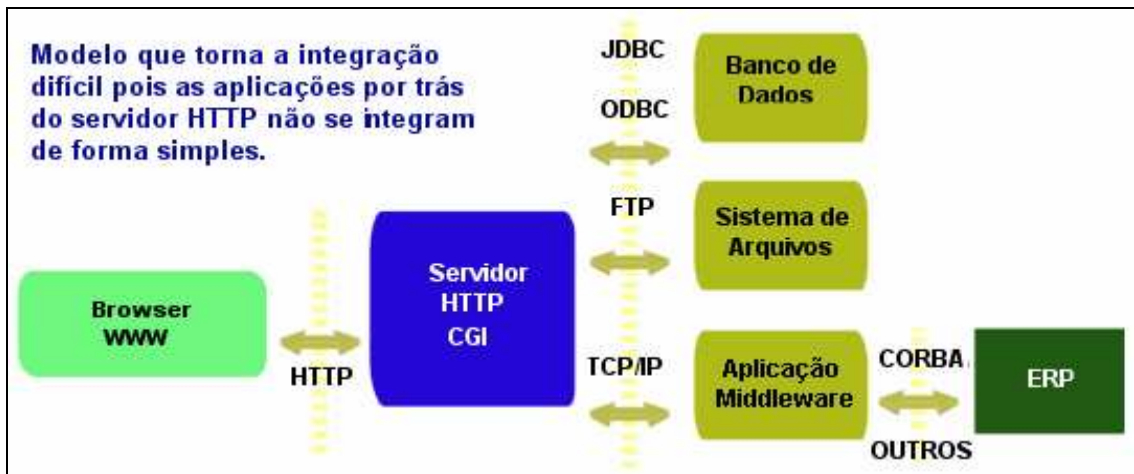 Modelo que torna a integração
difícil pois as aplicações por trás
do servidor HTTP não se integram
de forma simples.
JDBC
ODBC
Banco de
Dados
FTP
Sistema de
Arquivos
Servidor
HTTP
CGI
Browser
WWW
HTTP
TCP/IP
Aplicação
Middleware
CORBA
OUTROS
ERP